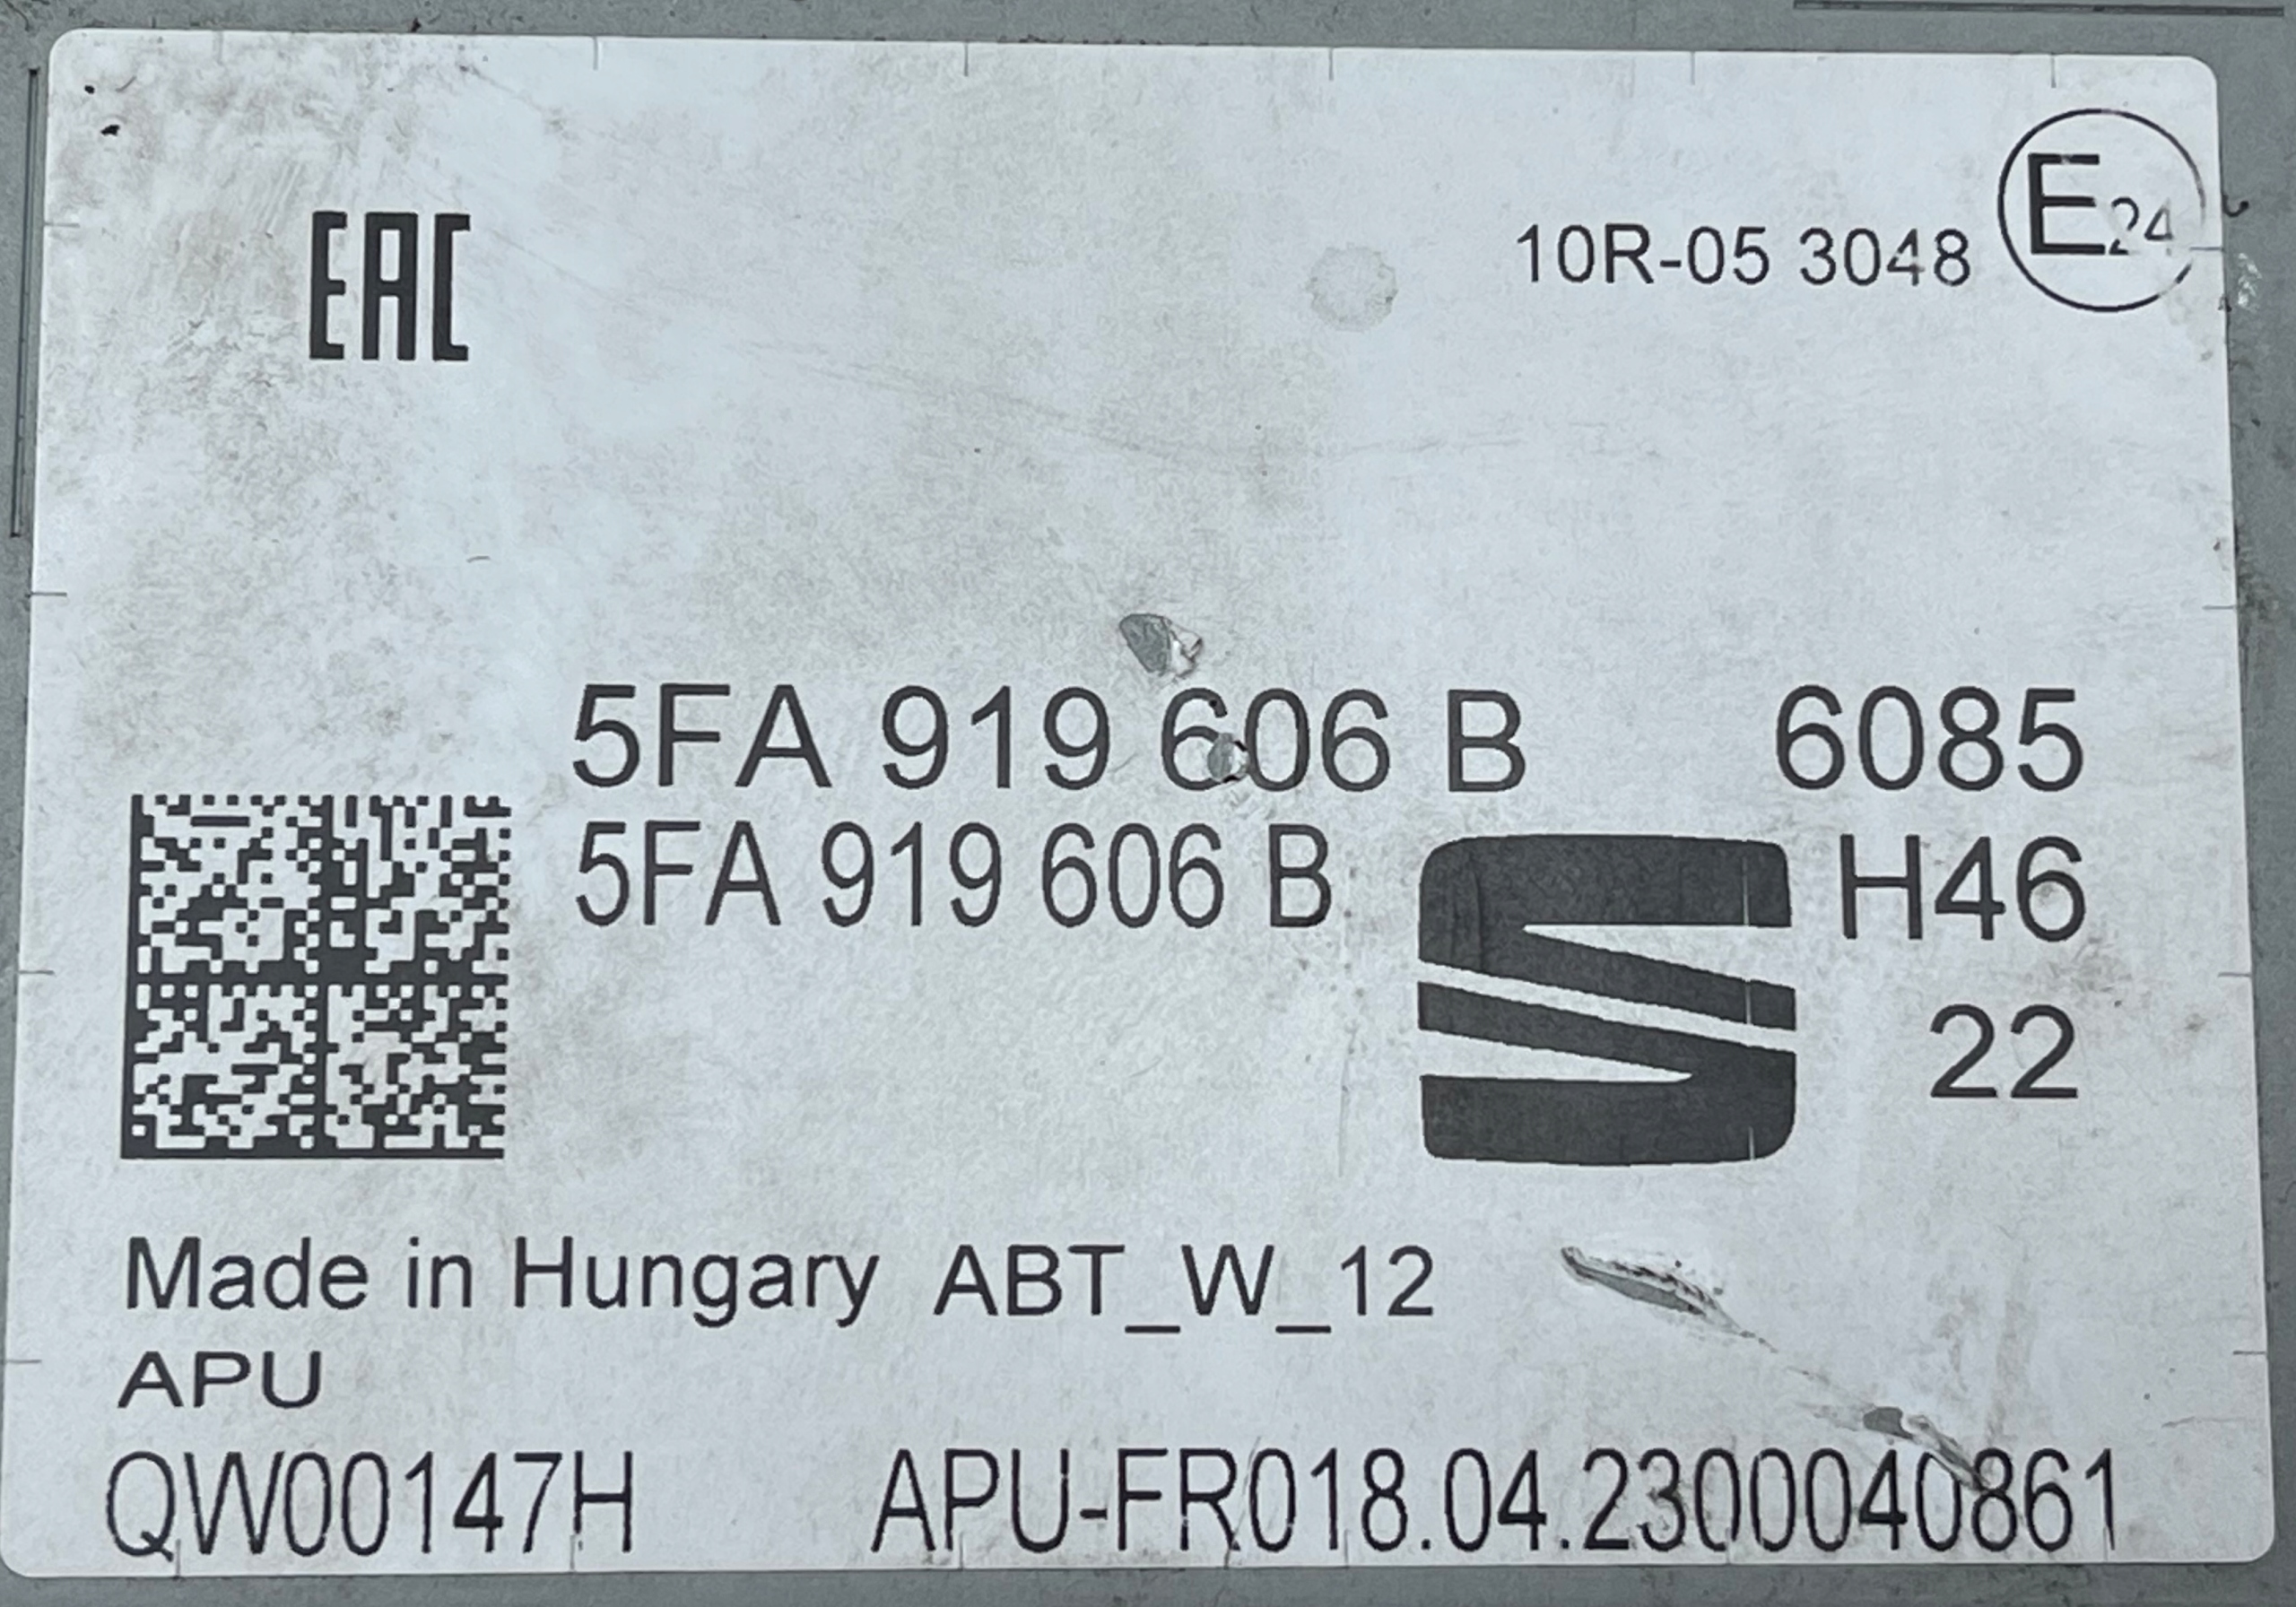 EAC
10R-05 3048 E24
5FA 919 606 B 6085
5FA 919 606 B H46
22
Made in Hungary ABT_W_12
APU
QW00147H APU-FR018.04.2300040861